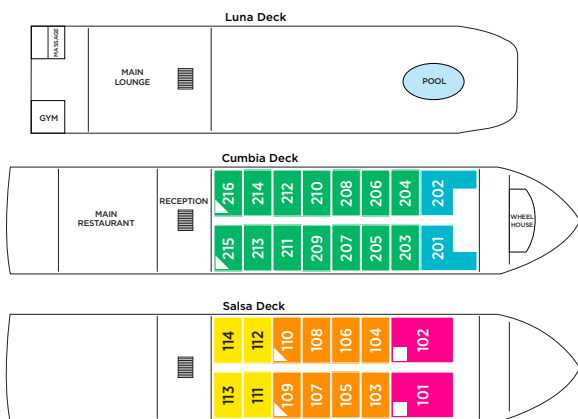 Luna Deck
MASSAGE
MAIN
LOUNGE
POOL
GYM
Cumbia Deck
216 214 212 210 208 206 204 202
MAIN
RESTAURANT
RECEPTION
WHEEL
HOUSE
215 213 211 209 207 205 203 201
Salsa Deck
114 112 110 108 106 104 102
113 111 109 107 105 103 101